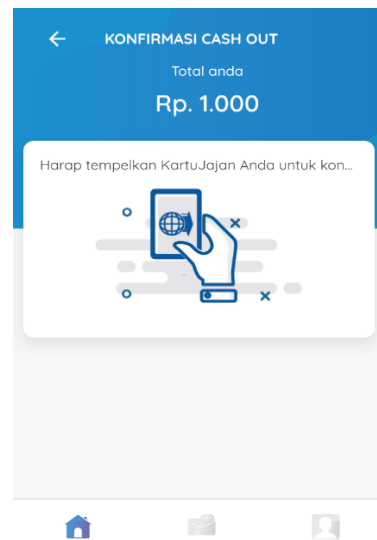 KONFIRMASI CASH OUT
Total anda
Rp. 1.000
Harap tempelkan KartuJajan Anda untuk kon...